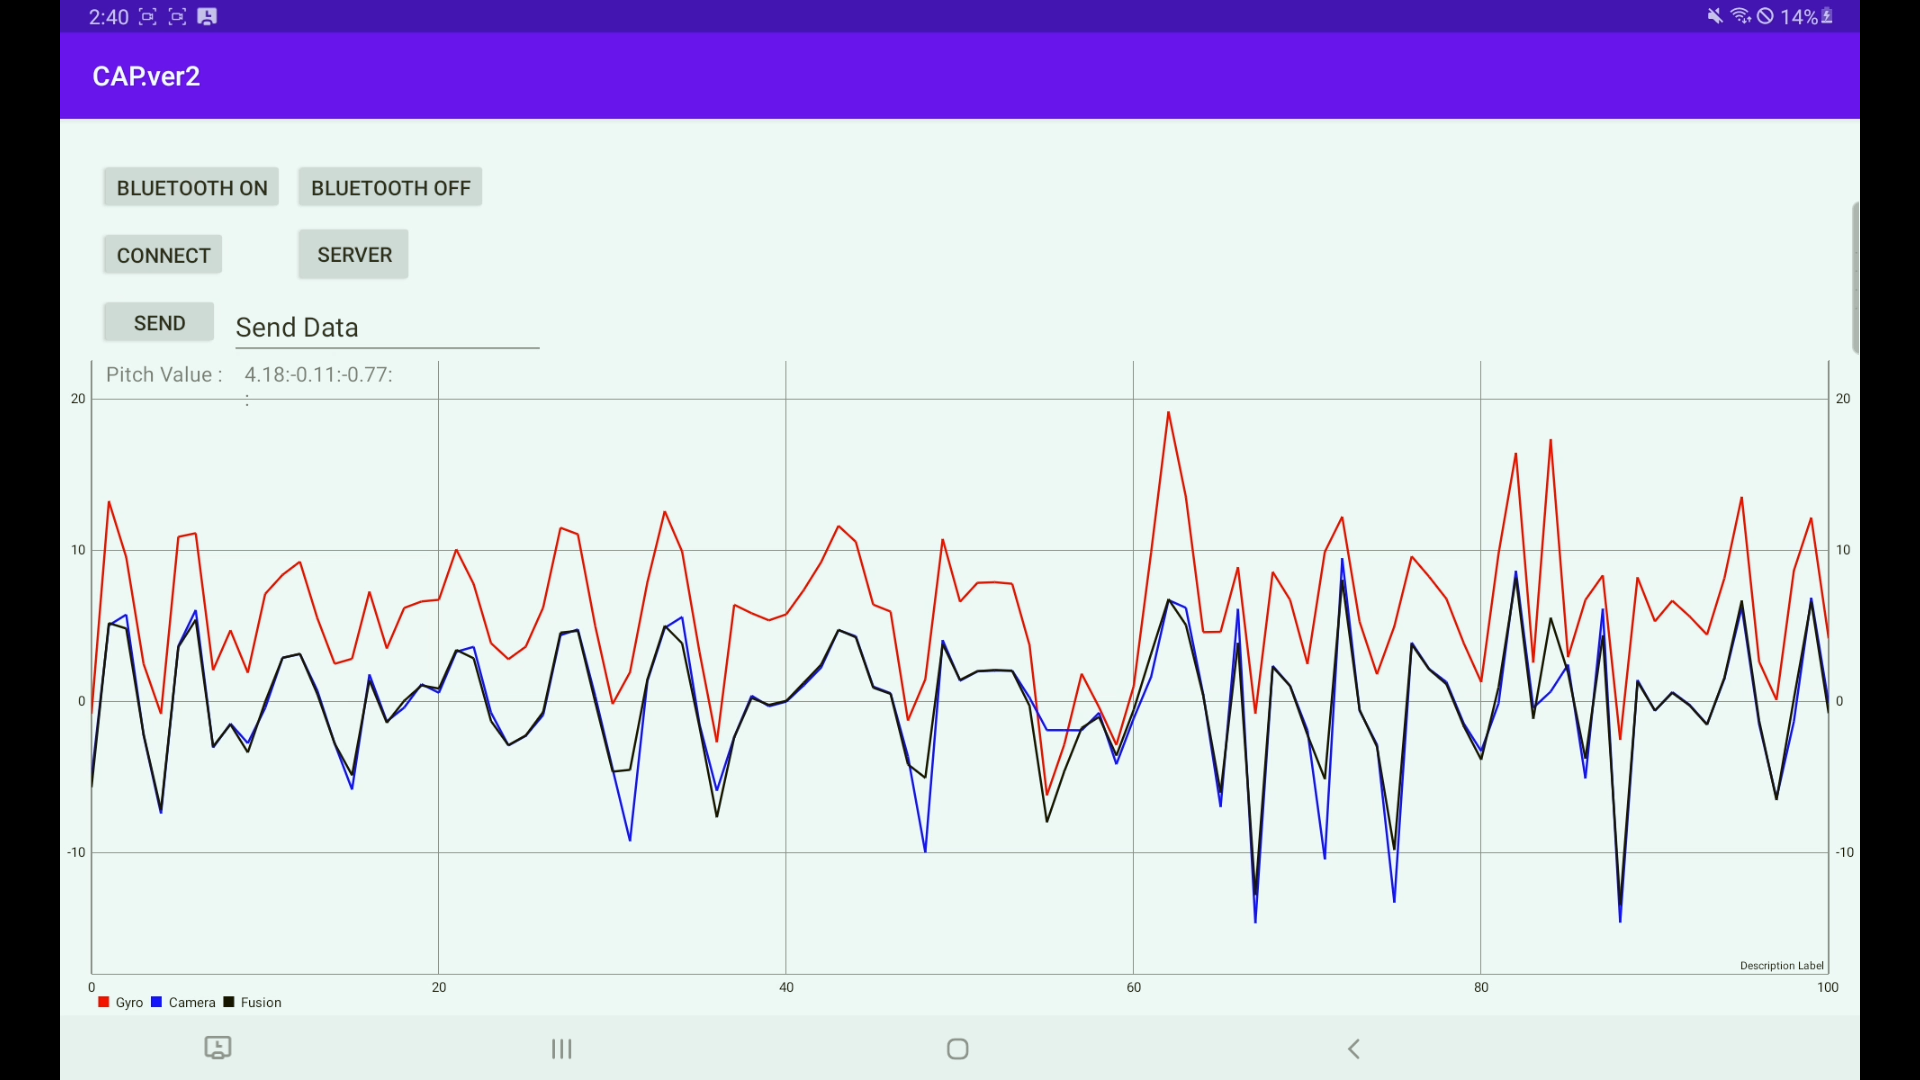 2:40 14%
CAP.ver2
BLUETOOTH ON BLUETOOTH OFF
CONNECT SERVER
SEND Send Data
Pitch Value : 4.18:-0.11:-0.77:
:
20 20
10 10
0 0
-10 -10
Description Label
0 20 40 60 80 100
Gyro Camera Fusion